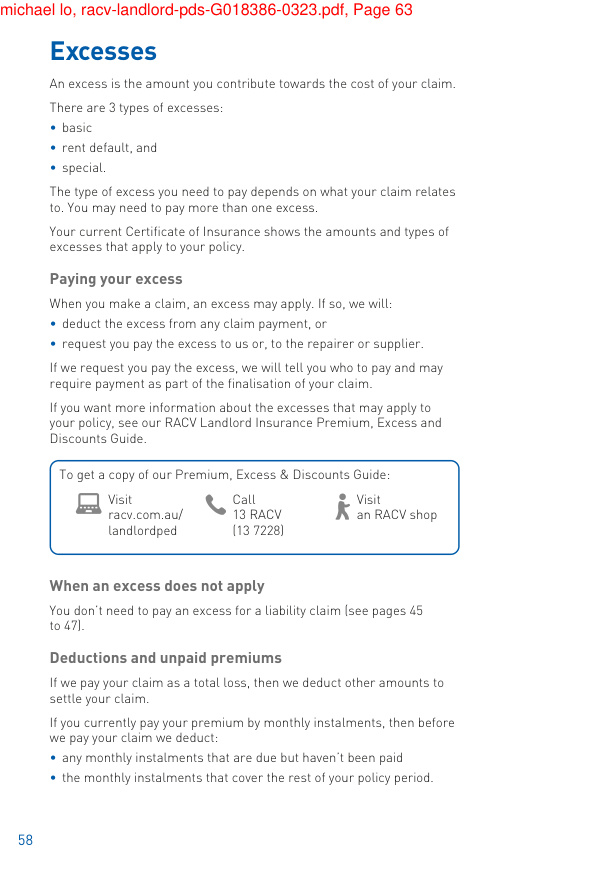 michael lo, racv-landlord-pds-G018386-0323.pdf, Page 63
Excesses
An excess is the amount you contribute towards the cost of your claim.
There are 3 types of excesses:
• basic
• rent default, and
• special.
The type of excess you need to pay depends on what your claim relates
to. You may need to pay more than one excess.
Your current Certificate of Insurance shows the amounts and types of
excesses that apply to your policy.
Paying your excess
When you make a claim, an excess may apply. If so, we will:
• deduct the excess from any claim payment, or
• request you pay the excess to us or, to the repairer or supplier.
If we request you pay the excess, we will tell you who to pay and may
require payment as part of the finalisation of your claim.
If you want more information about the excesses that may apply to
your policy, see our RACV Landlord Insurance Premium, Excess and
Discounts Guide.
To get a copy of our Premium, Excess & Discounts Guide:
Visit
racv.com.au/
landlordped
Call
13 RACV
(13 7228)
Visit
an RACV shop
When an excess does not apply
You don't need to pay an excess for a liability claim (see pages 45
to 47).
Deductions and unpaid premiums
If we pay your claim as a total loss, then we deduct other amounts to
settle your claim.
If you currently pay your premium by monthly instalments, then before
we pay your claim we deduct:
• any monthly instalments that are due but haven't been paid
• the monthly instalments that cover the rest of your policy period.
58